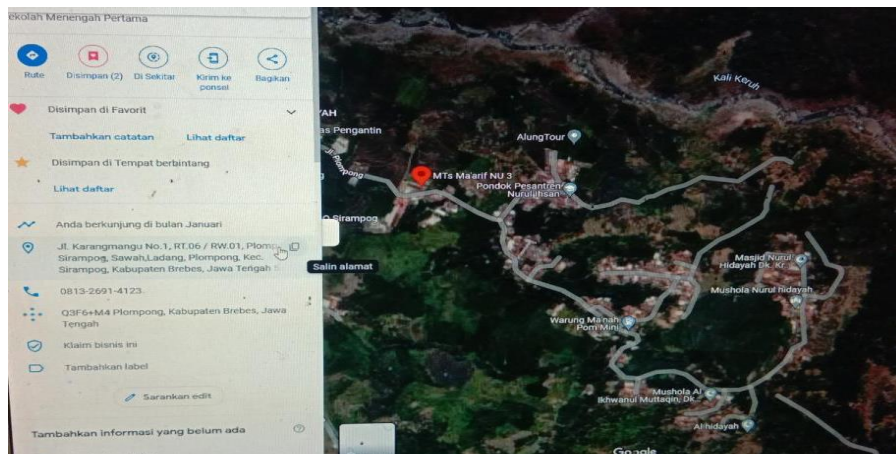 ekolah Menengah Pertama
Rute
Disimpan (2)
Di Sekitar
Kirim ke
ponsel
Bagikan
Disimpan di Favorit
Tambahkan catatan
Lihat daftar
Disimpan di Tempat berbintang
Lihat daftar
Anda berkunjung di bulan Januari
Jl. Karangmangu No.1, RT.06 / RW.01, Plomp
Sirampog, Sawah,Ladang, Plompong, Kec.
Sirampog, Kabupaten Brebes, Jawa Tengah
Salin alamat
0813-2691-4123
Q3F6+M4 Plompong, Kabupaten Brebes, Jawa
Tengah
Klaim bisnis ini
Tambahkan label
Sarankan edit
Tambahkan informasi yang belum ada
YAH
as Pengantin
Jl. Plompong
Sirampog
MTs Ma'arif NU 3
AlungTour
Pondok Pesantren
Nurul Ihsan
Kali Keruh
Masjid Nurul
Hidayah Dk. Kr
Mushola Nurul hidayah
Warung Ma'nah
Pom Mini
Mushola Al
Ikhwanul Muttaqin, Dk
Al hidayah
Google